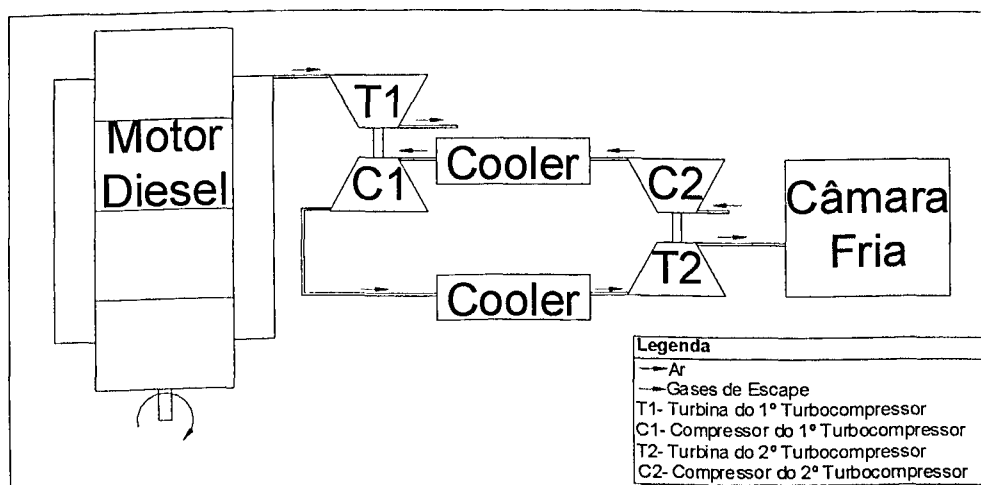 Motor
Diesel
T1
C1
Cooler
C2
T2
Cooler
Câmara
Fria
Legenda
Ar
Gases de Escape
T1- Turbina do 1º Turbocompressor
C1- Compressor do 1º Turbocompressor
T2- Turbina do 2º Turbocompressor
C2- Compressor do 2º Turbocompressor